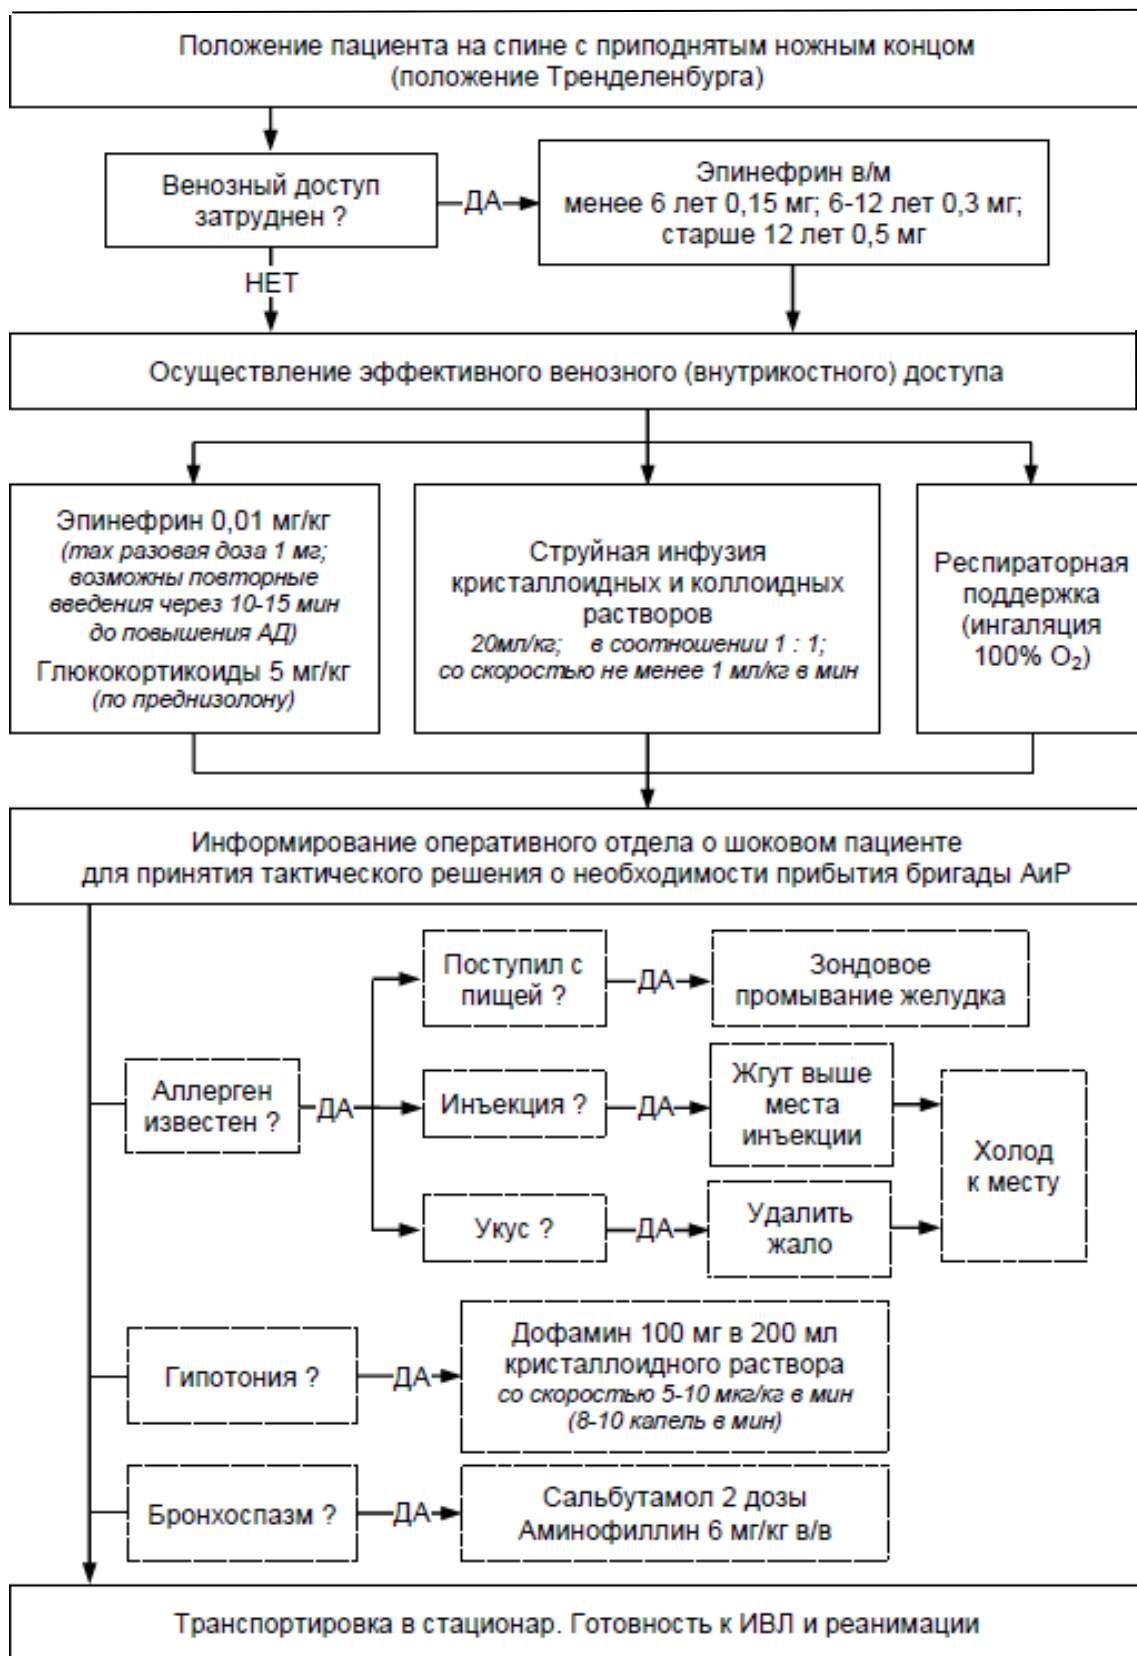 Положение пациента на спине с приподнятым ножным концом
(положение Тренделенбурга)
Венозный доступ
затруднен ?
ДА
Эпинефрин в/м
менее 6 лет 0,15 мг; 6-12 лет 0,3 мг;
старше 12 лет 0,5 мг
НЕТ
Осуществление эффективного венозного (внутрикостного) доступа
Эпинефрин 0,01 мг/кг
(max разовая доза 1 мг;
возможны повторные
введения через 10-15 мин
до повышения АД)
Глюкокортикоиды 5 мг/кг
(по преднизолону)
Струйная инфузия
кристаллоидных и коллоидных
растворов
20мл/кг; в соотношении 1 : 1;
со скоростью не менее 1 мл/кг в мин
Респираторная
поддержка
(ингаляция
100% O₂)
Информирование оперативного отдела о шоковом пациенте
для принятия тактического решения о необходимости прибытия бригады АиР
Аллерген
известен ?
ДА
Поступил с
пищей ?
ДА
Зондовое
промывание желудка
Инъекция ?
ДА
Жгут выше
места
инъекции
Укус ?
ДА
Удалить
жало
Холод
к месту
Гипотония ?
ДА
Дофамин 100 мг в 200 мл
кристаллоидного раствора
со скоростью 5-10 мкг/кг в мин
(8-10 капель в мин)
Бронхоспазм ?
ДА
Сальбутамол 2 дозы
Аминофиллин 6 мг/кг в/в
Транспортировка в стационар. Готовность к ИВЛ и реанимации